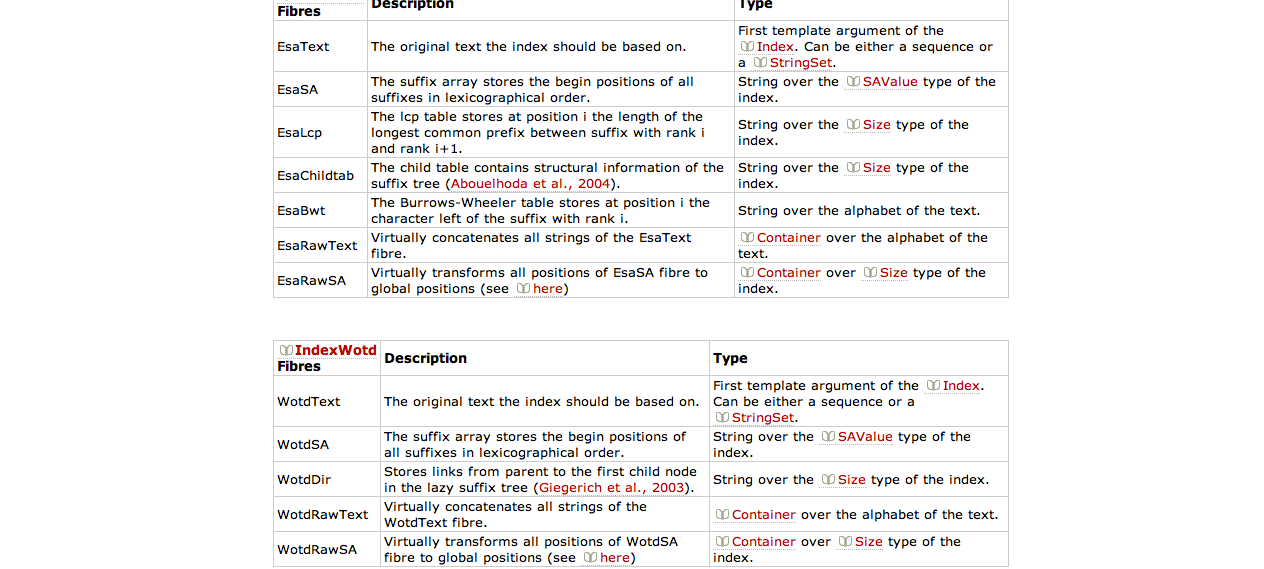 Fibres Description Type
EsaText The original text the index should be based on. First template argument of the
Index. Can be either a sequence or
a StringSet.
EsaSA The suffix array stores the begin positions of all
suffixes in lexicographical order. String over the SAValue type of the
index.
EsaLcp The lcp table stores at position i the length of the
longest common prefix between suffix with rank i
and rank i+1. String over the Size type of the
index.
EsaChildtab The child table contains structural information of the
suffix tree (Abouelhoda et al., 2004). String over the Size type of the
index.
EsaBwt The Burrows-Wheeler table stores at position i the
character left of the suffix with rank i. String over the alphabet of the text.
EsaRawText Virtually concatenates all strings of the EsaText
fibre. Container over the alphabet of the
text.
EsaRawSA Virtually transforms all positions of EsaSA fibre to
global positions (see here) Container over Size type of the
index.
IndexWotd
Fibres Description Type
WotdText The original text the index should be based on. First template argument of the Index.
Can be either a sequence or a
StringSet.
WotdSA The suffix array stores the begin positions of
all suffixes in lexicographical order. String over the SAValue type of the
index.
WotdDir Stores links from parent to the first child node
in the lazy suffix tree (Giegerich et al., 2003). String over the Size type of the index.
WotdRawText Virtually concatenates all strings of the
WotdText fibre. Container over the alphabet of the text.
WotdRawSA Virtually transforms all positions of WotdSA
fibre to global positions (see here) Container over Size type of the
index.